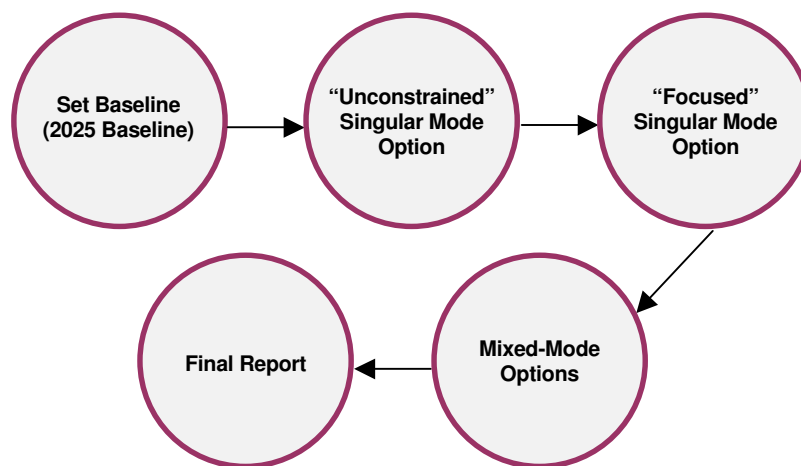 Set Baseline
(2025 Baseline)
“Unconstrained”
Singular Mode
Option
“Focused”
Singular Mode
Option
Mixed-Mode
Options
Final Report